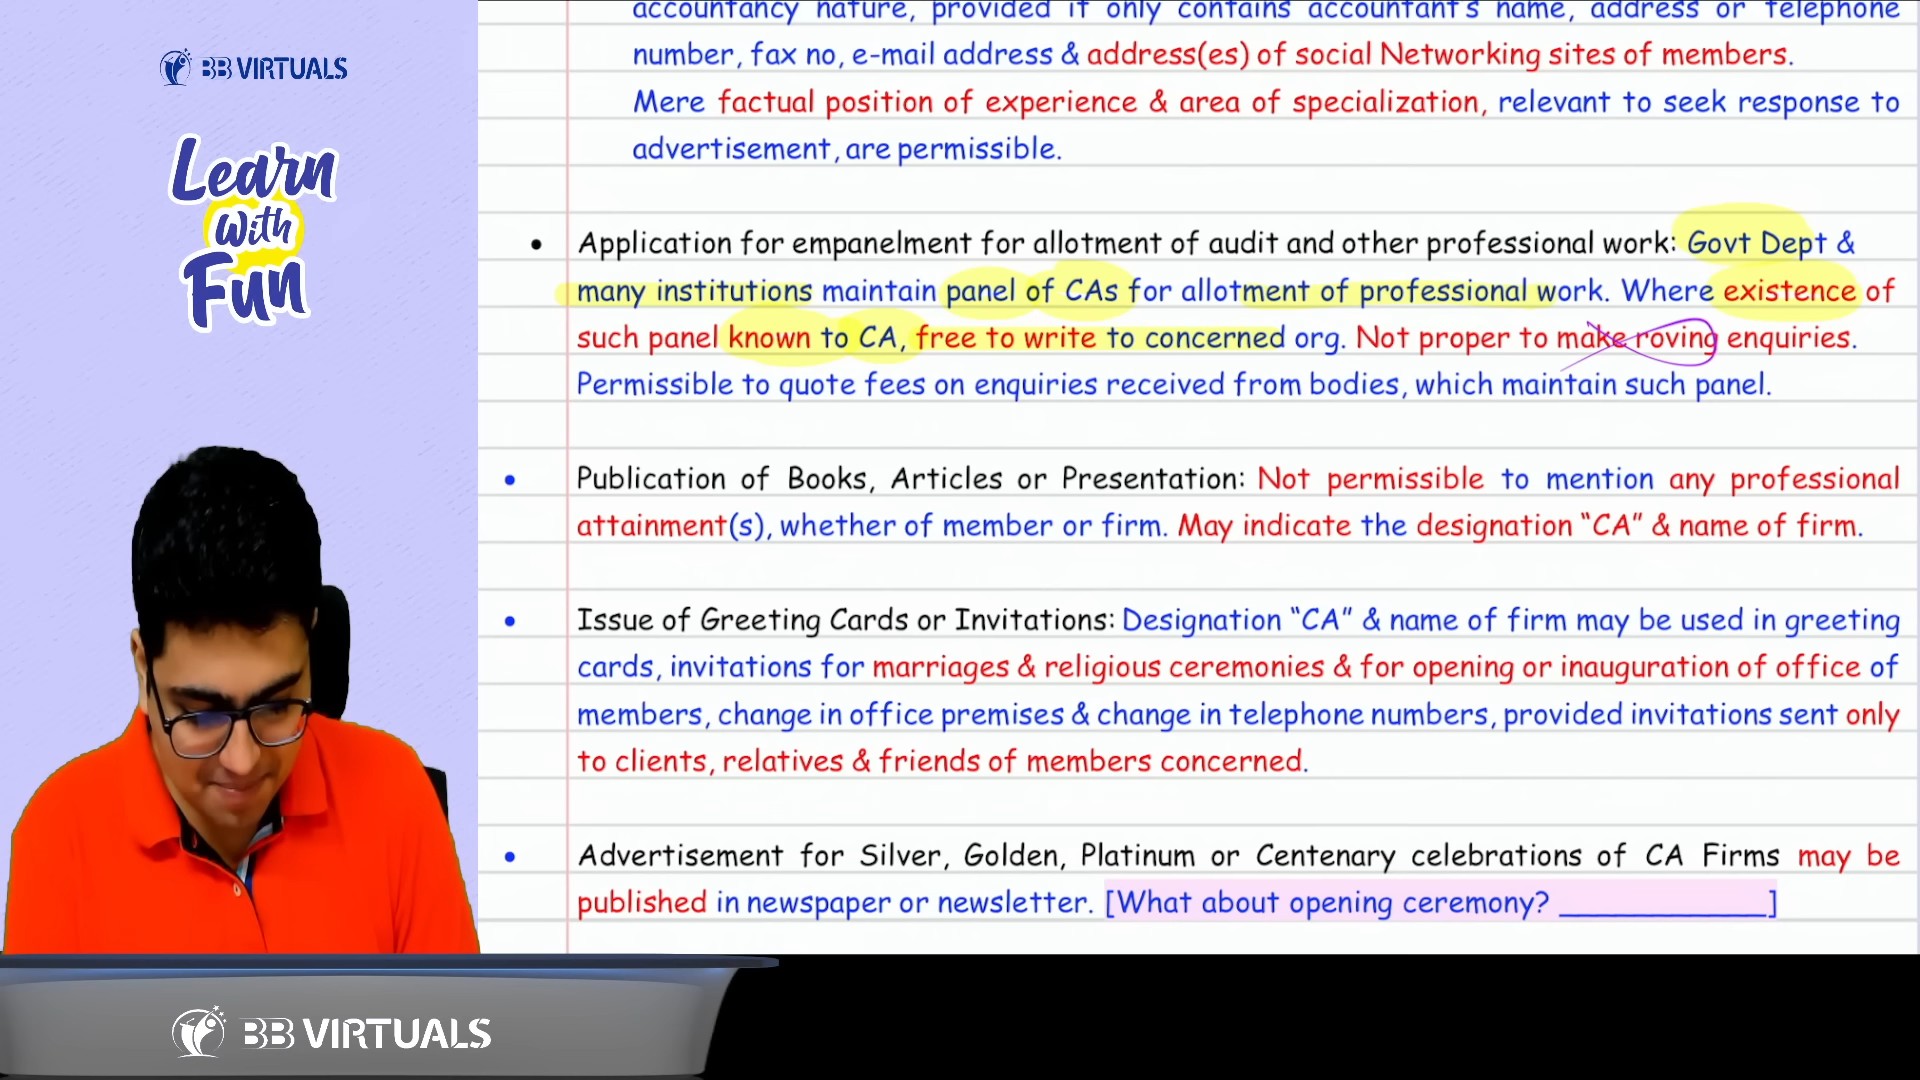 BB VIRTUALS
Learn
With
Fun
accountancy nature, provided it only contains accountant's name, address or telephone
number, fax no, e-mail address & address(es) of social Networking sites of members.
Mere factual position of experience & area of specialization, relevant to seek response to
advertisement, are permissible.
• Application for empanelment for allotment of audit and other professional work: Govt Dept &
many institutions maintain panel of CAs for allotment of professional work. Where existence of
such panel known to CA, free to write to concerned org. Not proper to make roving enquiries.
Permissible to quote fees on enquiries received from bodies, which maintain such panel.
• Publication of Books, Articles or Presentation: Not permissible to mention any professional
attainment(s), whether of member or firm. May indicate the designation “CA” & name of firm.
• Issue of Greeting Cards or Invitations: Designation “CA” & name of firm may be used in greeting
cards, invitations for marriages & religious ceremonies & for opening or inauguration of office of
members, change in office premises & change in telephone numbers, provided invitations sent only
to clients, relatives & friends of members concerned.
• Advertisement for Silver, Golden, Platinum or Centenary celebrations of CA Firms may be
published in newspaper or newsletter. [What about opening ceremony? ____________]
BB VIRTUALS